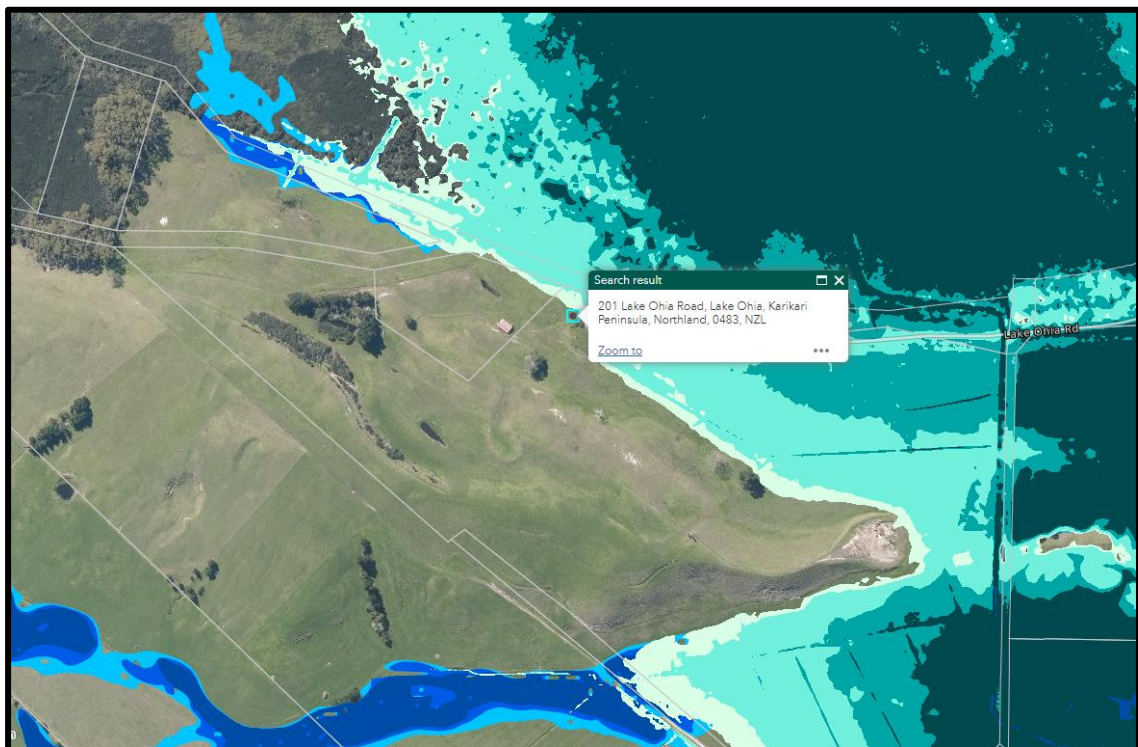 Search result
201 Lake Ohia Road, Lake Ohia, Karikari
Peninsula, Northland, 0483, NZL
Zoom to
Lake Ohia Rd